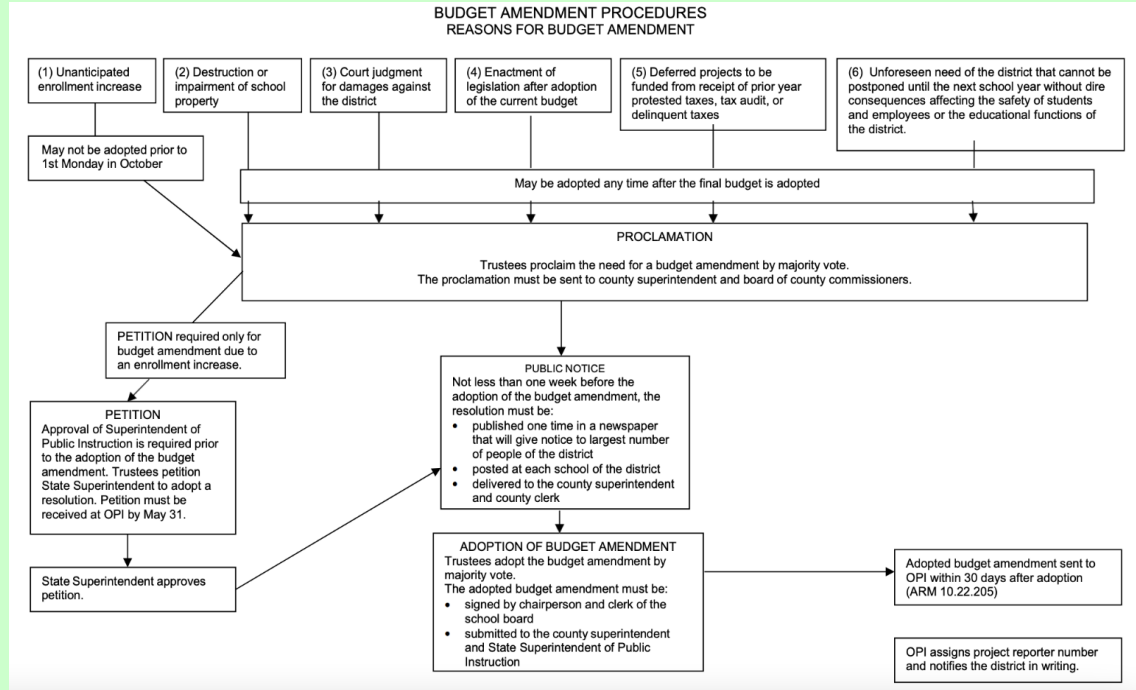 BUDGET AMENDMENT PROCEDURES
REASONS FOR BUDGET AMENDMENT
(1) Unanticipated
enrollment increase
(2) Destruction or
impairment of school
property
(3) Court judgment
for damages against
the district
(4) Enactment of
legislation after adoption
of the current budget
(5) Deferred projects to be
funded from receipt of prior year
protested taxes, tax audit, or
delinquent taxes
(6) Unforeseen need of the district that cannot be
postponed until the next school year without dire
consequences affecting the safety of students
and employees or the educational functions of
the district.
May not be adopted prior to
1st Monday in October
May be adopted any time after the final budget is adopted
PROCLAMATION
Trustees proclaim the need for a budget amendment by majority vote.
The proclamation must be sent to county superintendent and board of county commissioners.
PETITION required only for
budget amendment due to
an enrollment increase.
PETITION
Approval of Superintendent of
Public Instruction is required prior
to the adoption of the budget
amendment. Trustees petition
State Superintendent to adopt a
resolution. Petition must be
received at OPI by May 31.
State Superintendent approves
petition.
PUBLIC NOTICE
Not less than one week before the
adoption of the budget amendment, the
resolution must be:
• published one time in a newspaper
that will give notice to largest number
of people of the district
• posted at each school of the district
• delivered to the county superintendent
and county clerk
ADOPTION OF BUDGET AMENDMENT
Trustees adopt the budget amendment by
majority vote.
The adopted budget amendment must be:
• signed by chairperson and clerk of the
school board
• submitted to the county superintendent
and State Superintendent of Public
Instruction
Adopted budget amendment sent to
OPI within 30 days after adoption
(ARM 10.22.205)
OPI assigns project reporter number
and notifies the district in writing.